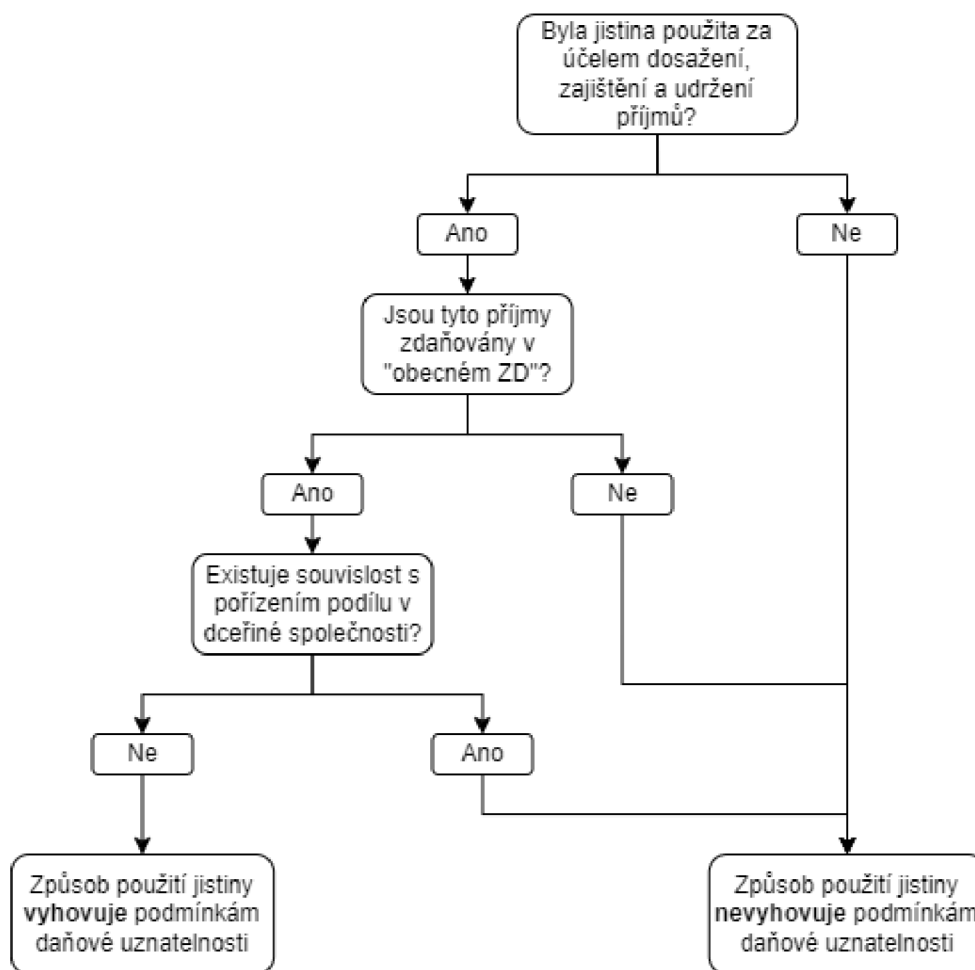 Byla jistina použita za
účelem dosažení,
zajištění a udržení
příjmů?
Ano
Ne
Jsou tyto příjmy
zdaňovány v
"obecném ZD"?
Ano
Ne
Existuje souvislost s
pořízením podílu v
dceřiné společnosti?
Ne
Ano
Způsob použití jistiny
vyhovuje podmínkám
daňové uznatelnosti
Způsob použití jistiny
nevyhovuje podmínkám
daňové uznatelnosti